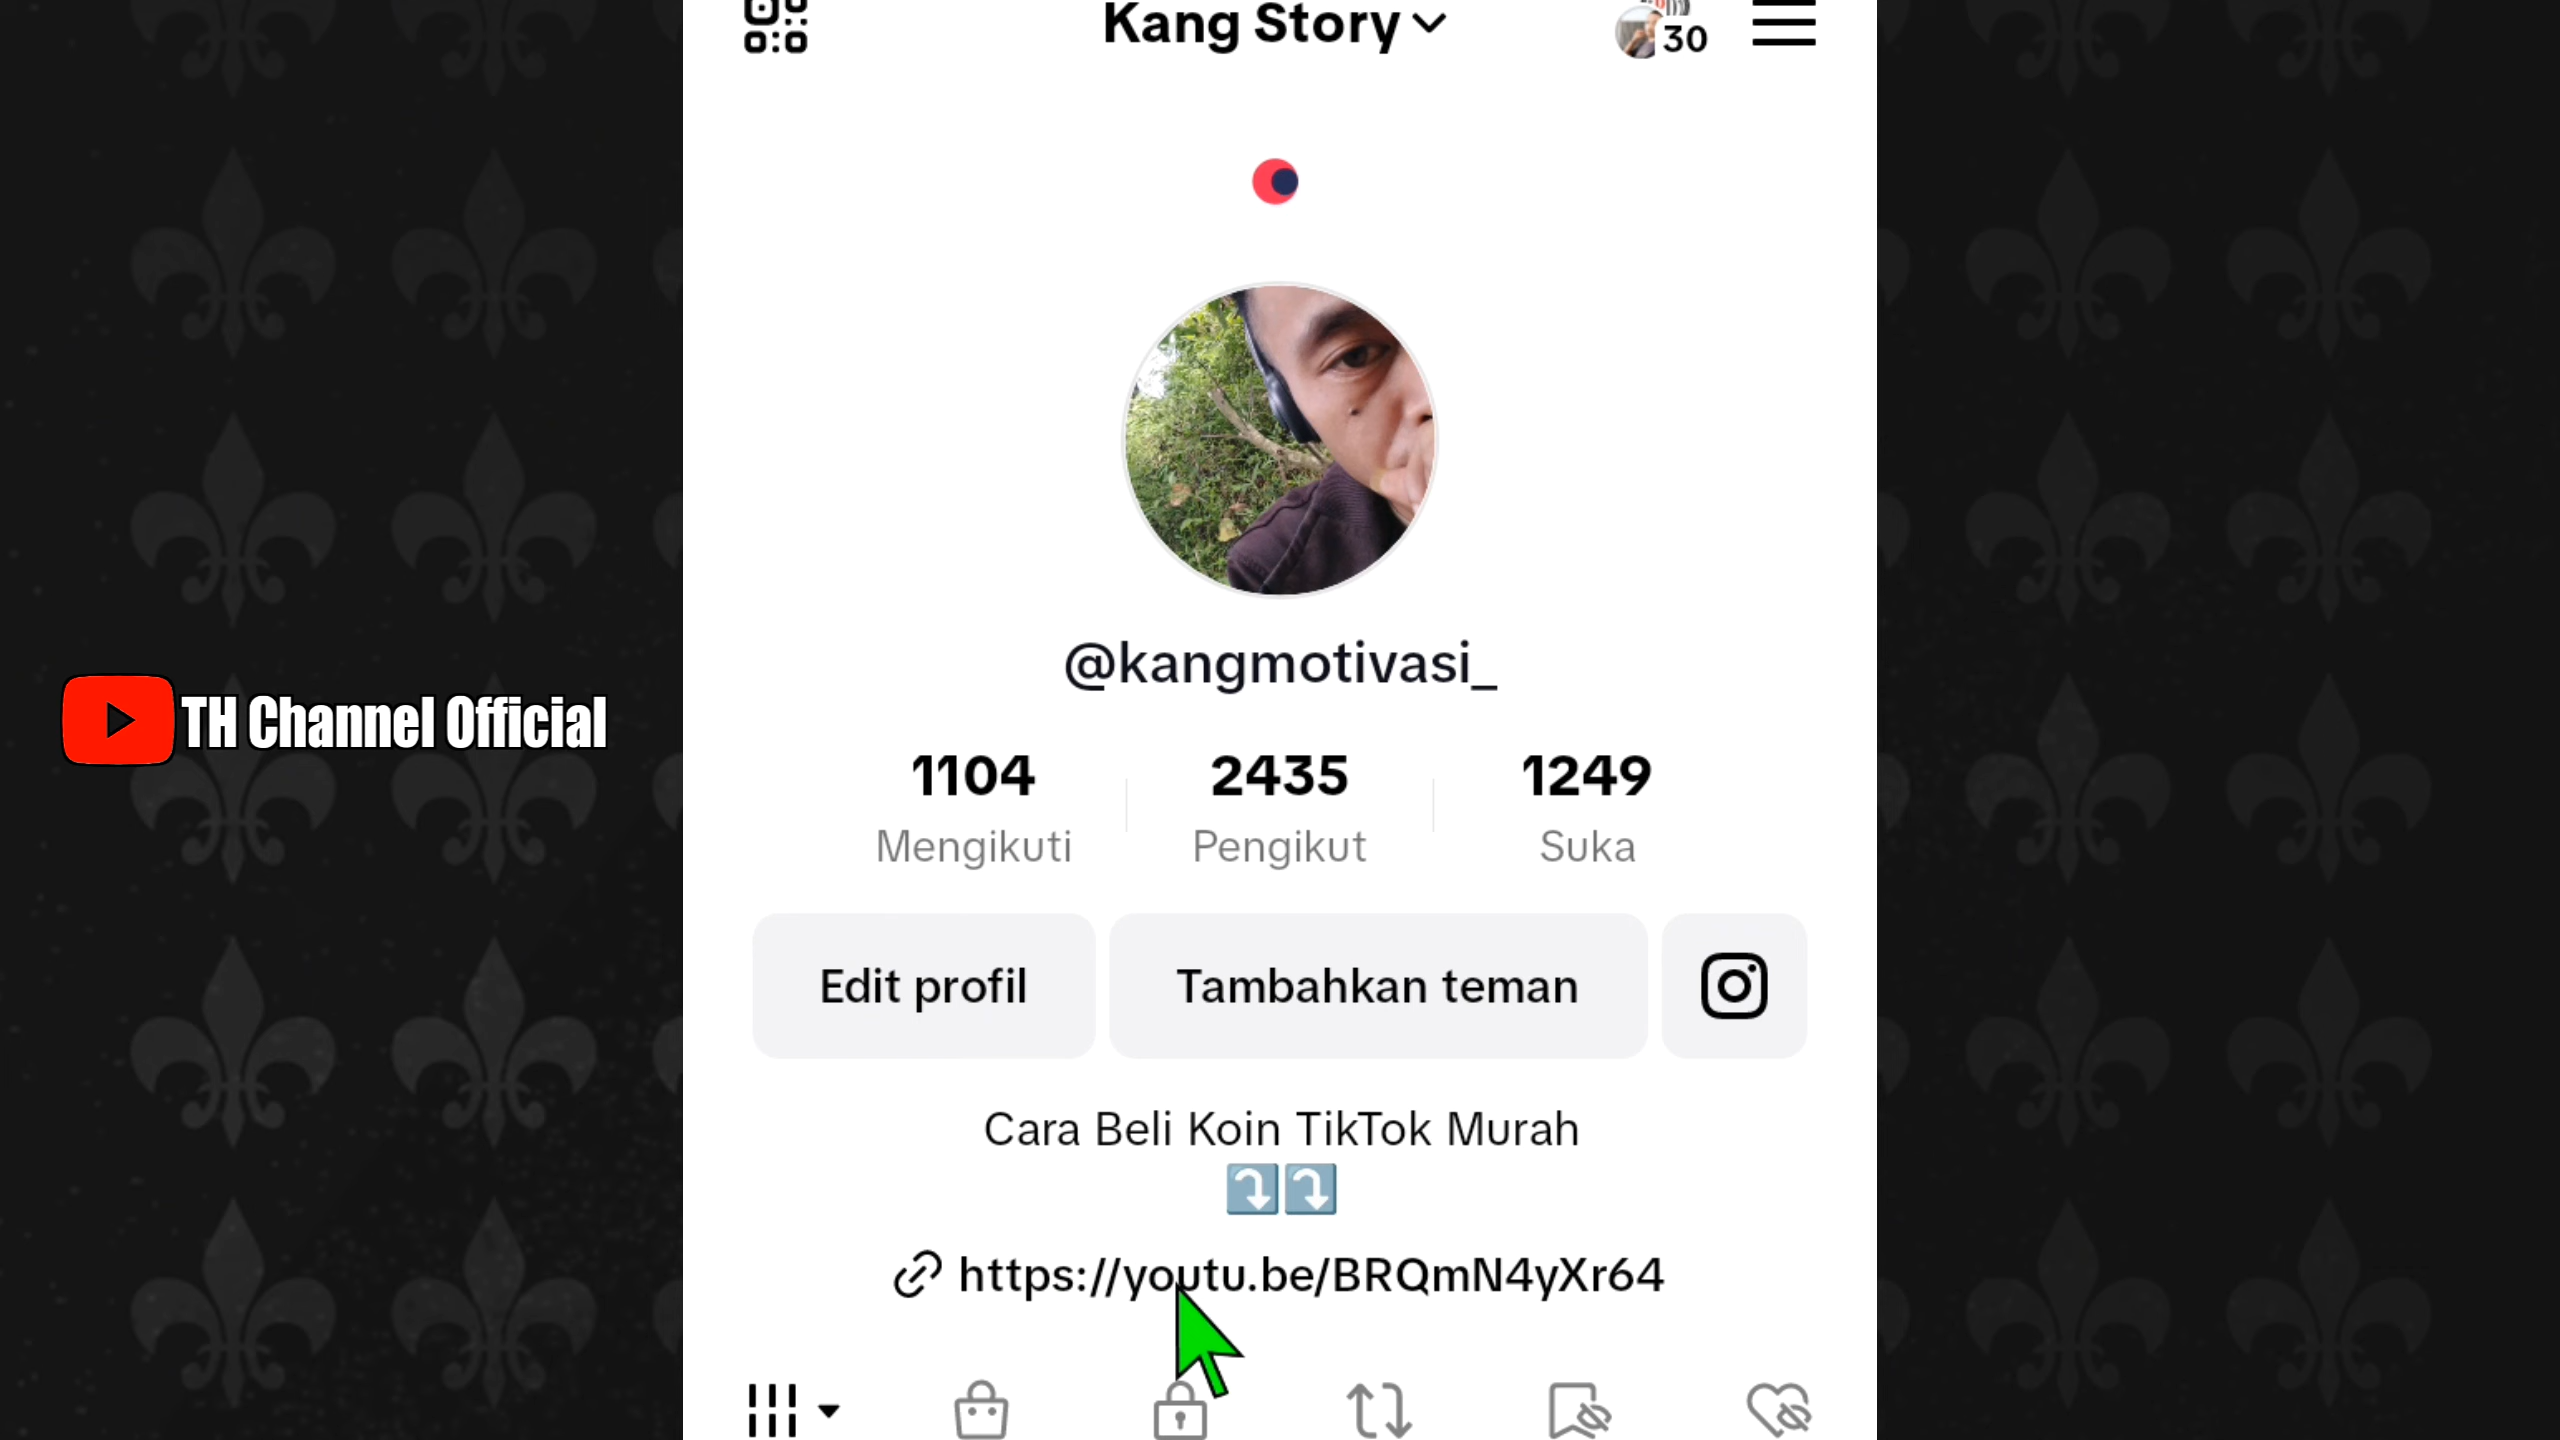 Kang Story
30
@kangmotivasi_
1104
2435
1249
Mengikuti
Pengikut
Suka
Edit profil
Tambahkan teman
Cara Beli Koin TikTok Murah
⤵️⤵️
https://youtu.be/BRQmN4yXr64
TH Channel Official